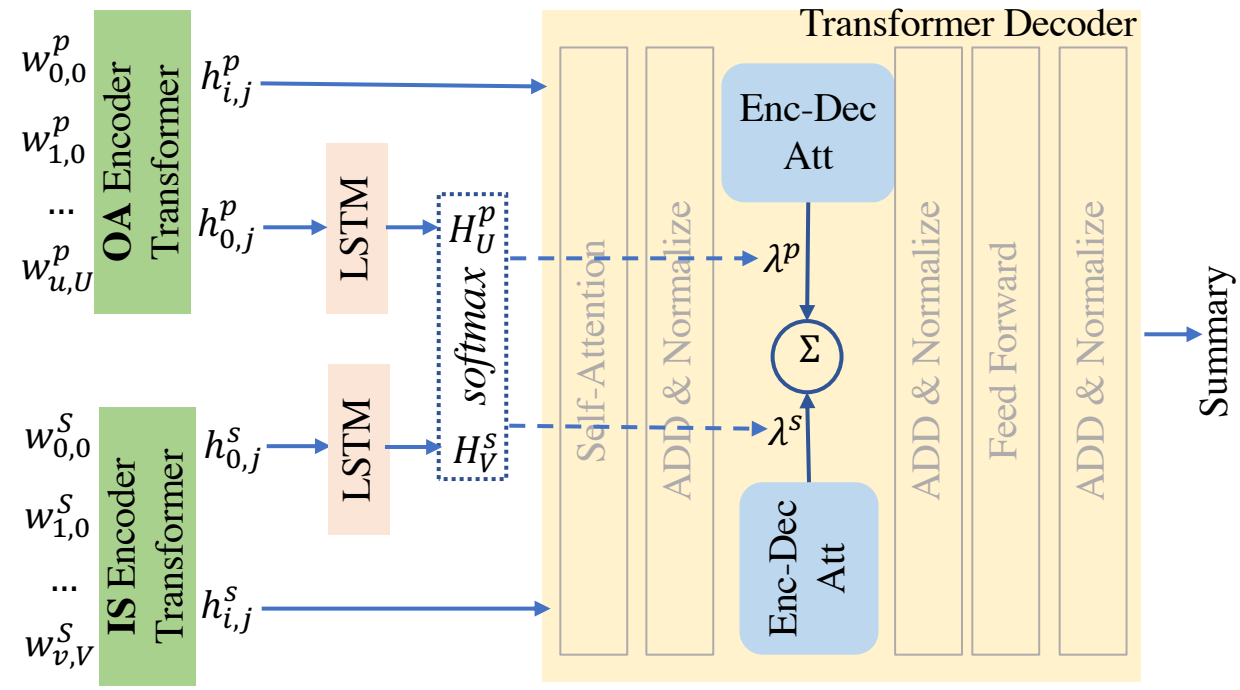 w^p_{0,0}
w^p_{1,0}
...
w^p_{u,U}
OA Encoder
Transformer
h^p_{i,j}
h^p_{0,j}
LSTM
w^s_{0,0}
w^s_{1,0}
...
w^s_{v,V}
IS Encoder
Transformer
h^s_{0,j}
h^s_{i,j}
LSTM
H^p_U
softmax
H^s_V
Transformer Decoder
Self-Attention
ADD & Normalize
Enc-Dec
Att
λ^p
Σ
λ^s
Enc-Dec
Att
ADD & Normalize
Feed Forward
ADD & Normalize
Summary